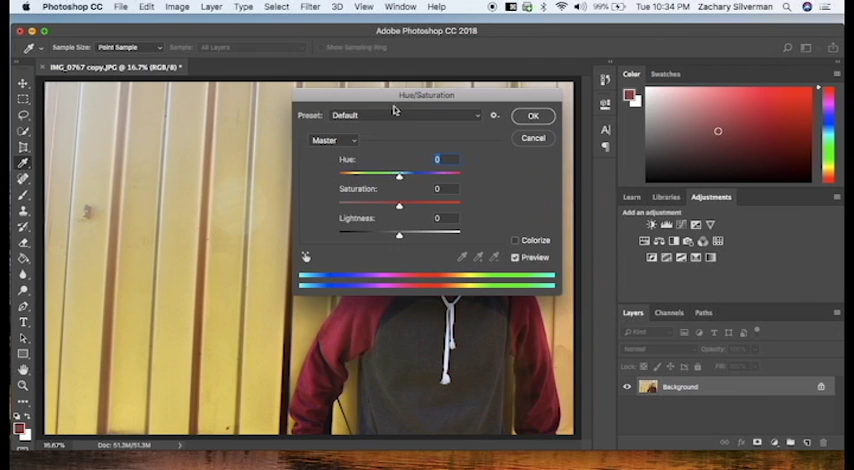 Photoshop CC File Edit Image Layer Type Select Filter 3D View Window Help 99% Tue 10:34 PM Zachary Silverman
Adobe Photoshop CC 2018
Sample Size: Point Sample Sample: All Layers Show Sampling Ring
IMG_0767 copy.JPG @ 16.7% (RGB/8) *
Hue/Saturation
Preset: Default
OK
Master
Cancel
Hue: 0
Saturation: 0
Lightness: 0
Colorize
Preview
Color Swatches
Learn Libraries Adjustments
Add an adjustment
Layers Channels Paths
Kind
Normal Opacity: 100%
Lock: Fill: 100%
Background
16.67% Doc: 51.3M/51.3M